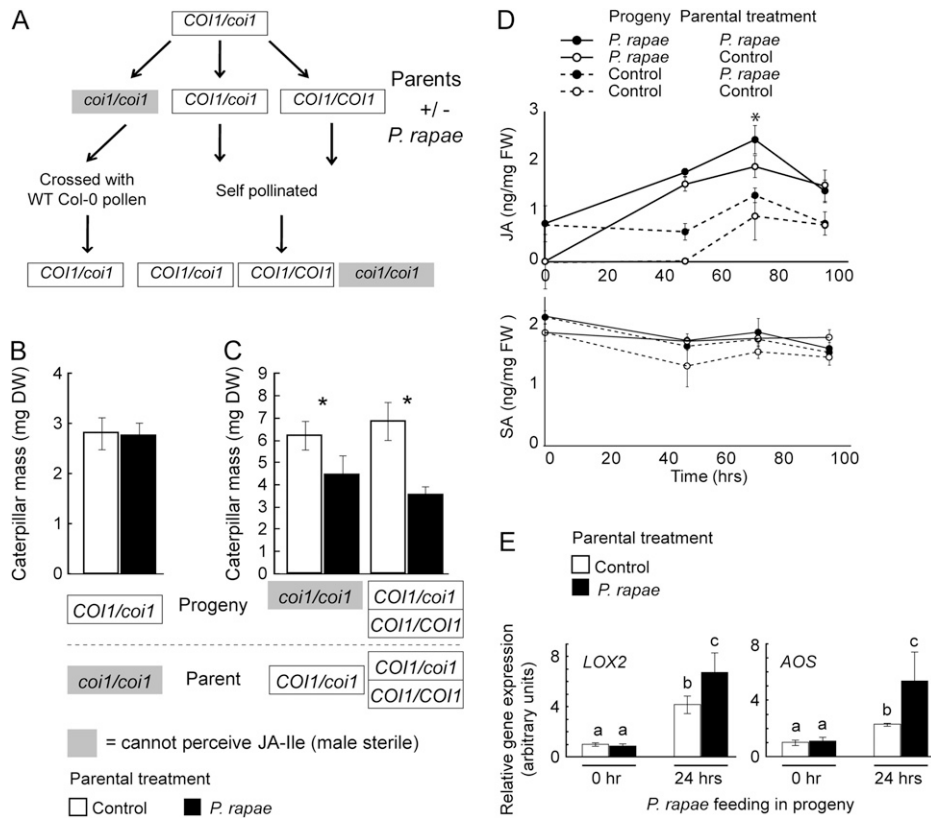 A
COI1/coi1
coi1/coi1
COI1/coi1
COI1/COI1
Parents
+/ -
P. rapae
Crossed with
WT Col-0 pollen
Self pollinated
COI1/coi1
COI1/coi1
COI1/COI1
coi1/coi1
B
Caterpillar mass (mg DW)
4
3
2
1
0
C
Caterpillar mass (mg DW)
9
8
7
6
5
4
3
2
1
0
*
*
COI1/coi1
Progeny
coi1/coi1
COI1/coi1
COI1/COI1
coi1/coi1
Parent
COI1/coi1
COI1/coi1
COI1/COI1
= cannot perceive JA-Ile (male sterile)
Parental treatment
Control
P. rapae
D
Progeny Parental treatment
P. rapae P. rapae
P. rapae Control
Control P. rapae
Control Control
JA (ng/mg FW)
3
2
1
0
*
0 20 40 60 80 100
SA (ng/mg FW )
2
1
0
0 20 40 60 80 100
Time (hrs)
E
Parental treatment
Control
P. rapae
Relative gene expression
(arbitrary units)
8
4
0
LOX2
a a b c
0 hr 24 hrs
8
4
0
AOS
a a b c
0 hr 24 hrs
P. rapae feeding in progeny